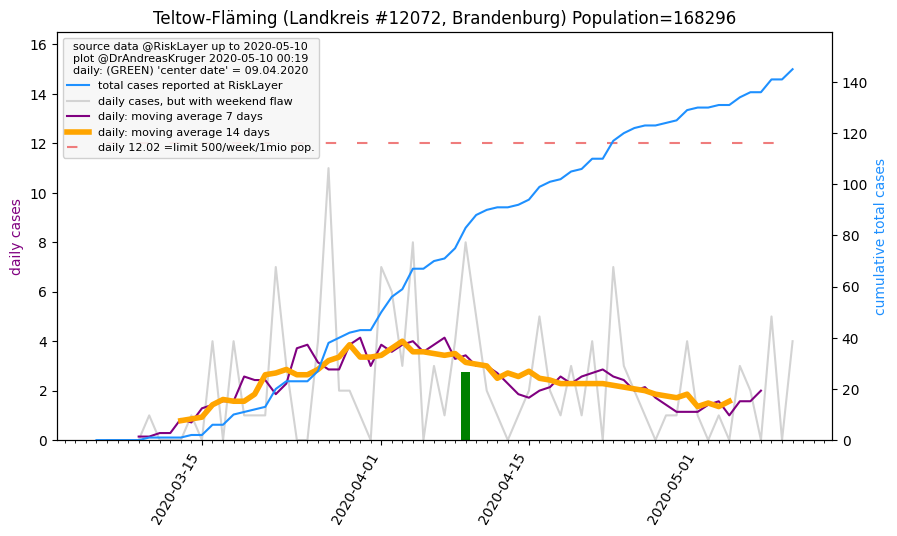 Teltow-Fläming (Landkreis #12072, Brandenburg) Population=168296
source data @RiskLayer up to 2020-05-10
plot @DrAndreasKruger 2020-05-10 00:19
daily: (GREEN) 'center date' = 09.04.2020
total cases reported at RiskLayer
daily cases, but with weekend flaw
daily: moving average 7 days
daily: moving average 14 days
daily 12.02 =limit 500/week/1mio pop.
daily cases
16
14
12
10
8
6
4
2
0
cumulative total cases
140
120
100
80
60
40
20
0
2020-03-15
2020-04-01
2020-04-15
2020-05-01